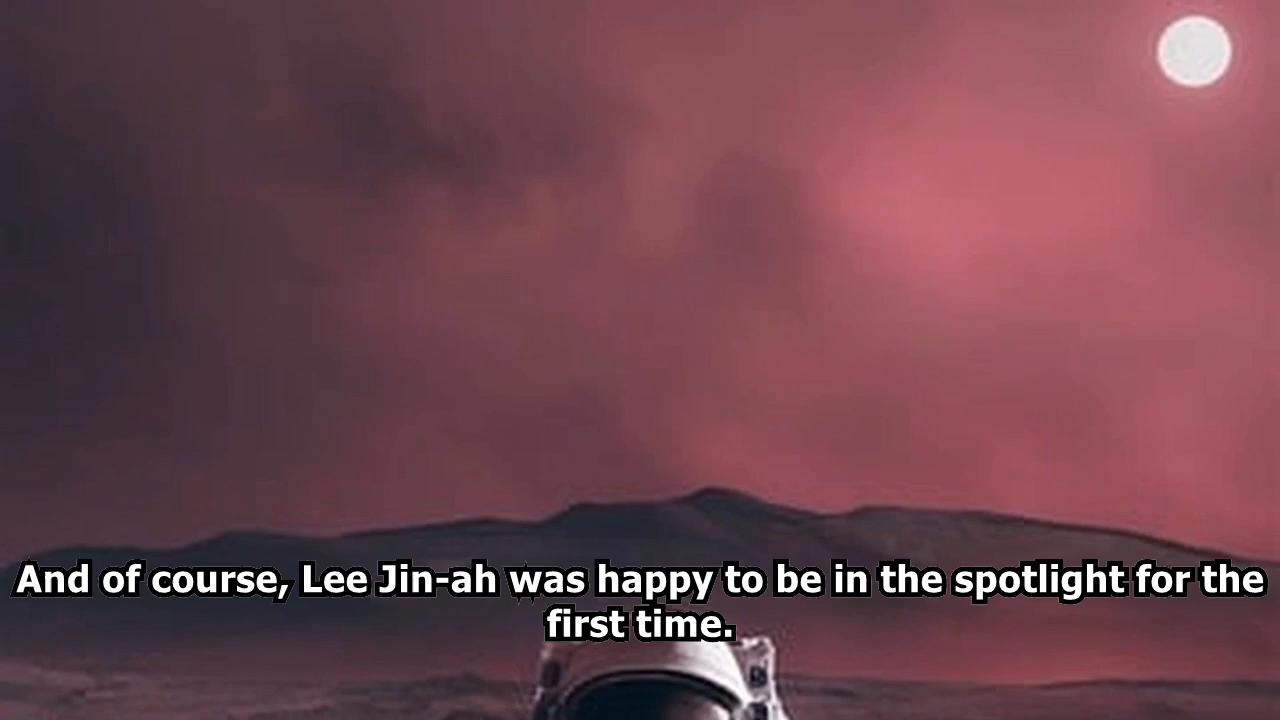 And of course, Lee Jin-ah was happy to be in the spotlight for the
first time.